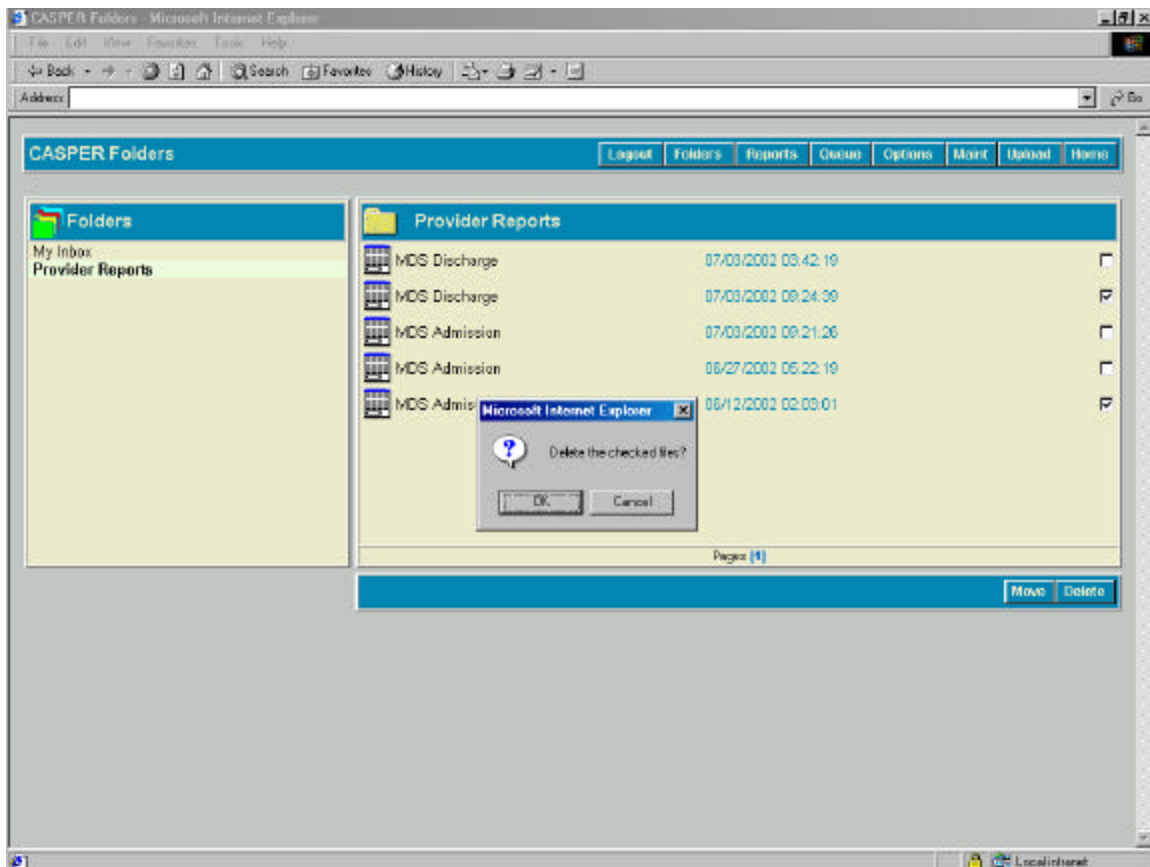 CASPER Folders - Microsoft Internet Explorer
File Edit View Favorites Tools Help
Back Search Favorites History
Address Go
CASPER Folders Logout Folders Reports Queue Options Maint Upload Home
Folders
My Inbox
Provider Reports
Provider Reports
MDS Discharge 07/03/2002 03:42:19
MDS Discharge 07/03/2002 09:24:39
MDS Admission 07/03/2002 09:21:26
MDS Admission 06/27/2002 05:22:19
MDS Admis 06/12/2002 02:03:01
Microsoft Internet Explorer
Delete the checked files?
OK Cancel
Pages [1]
Move Delete
Local intranet